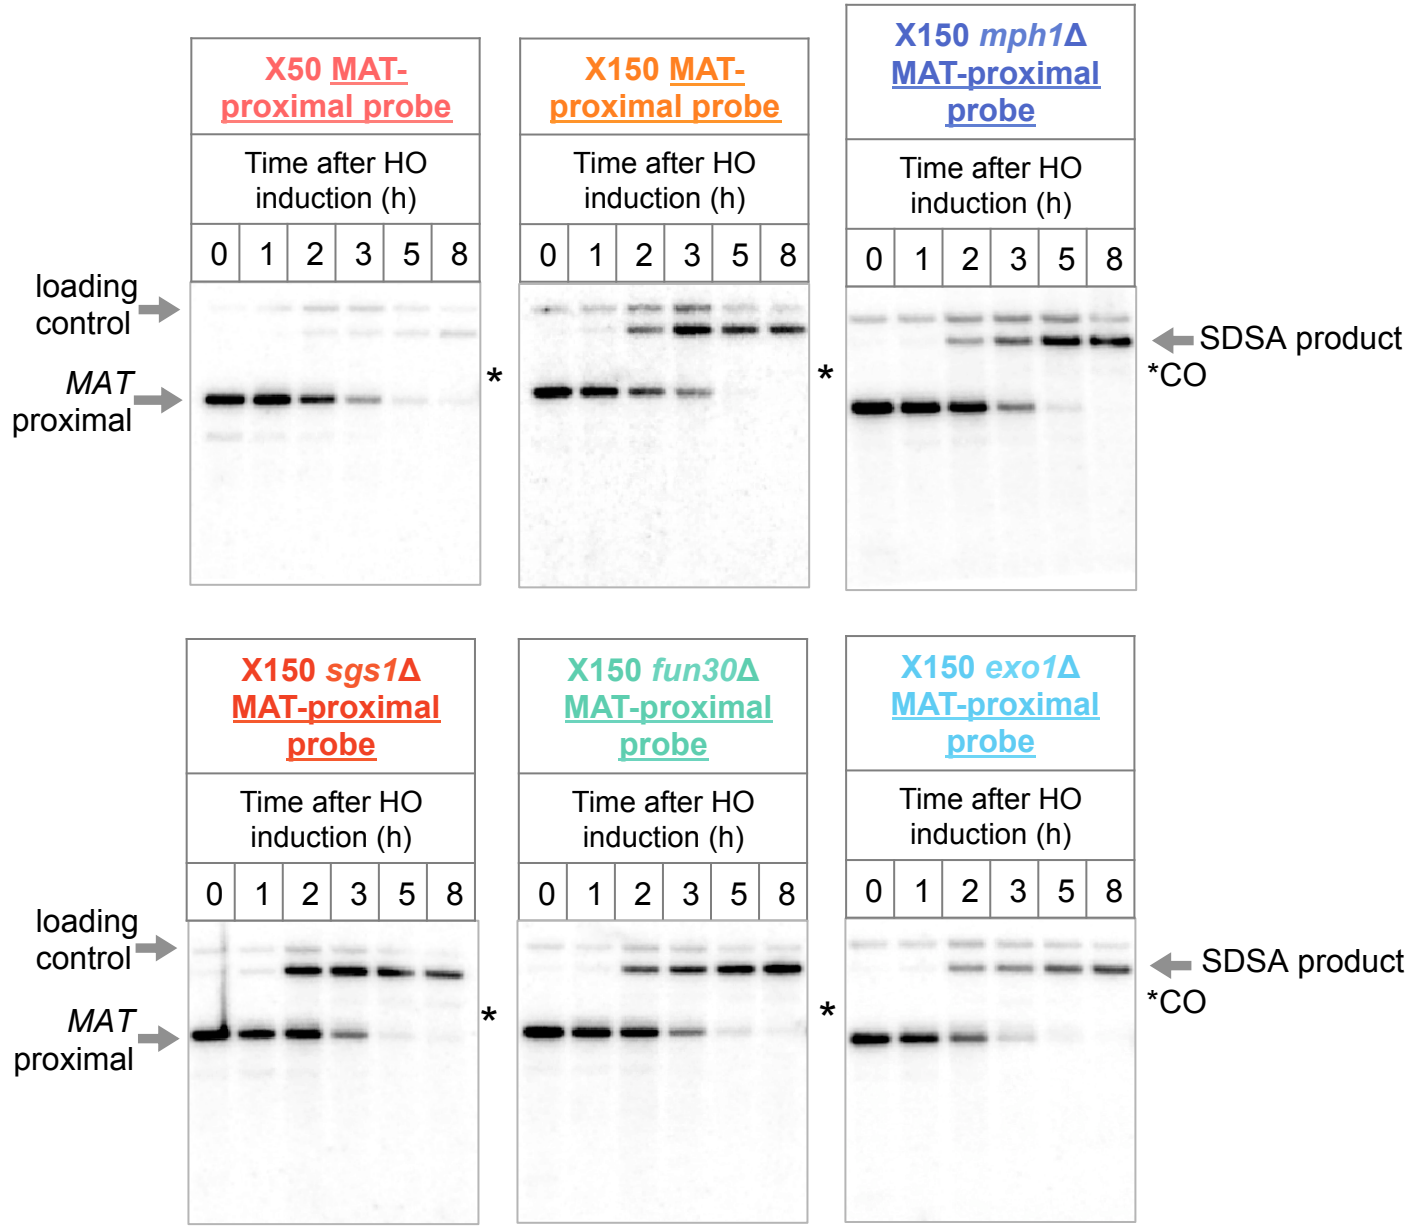 X50 MAT-
proximal probe
Time after HO
induction (h)
0 1 2 3 5 8
X150 MAT-
proximal probe
Time after HO
induction (h)
0 1 2 3 5 8
X150 mph1Δ
MAT-proximal
probe
Time after HO
induction (h)
0 1 2 3 5 8
loading
control
MAT
proximal
*
*
SDSA product
*CO
X150 sgs1Δ
MAT-proximal
probe
Time after HO
induction (h)
0 1 2 3 5 8
X150 fun30Δ
MAT-proximal
probe
Time after HO
induction (h)
0 1 2 3 5 8
X150 exo1Δ
MAT-proximal
probe
Time after HO
induction (h)
0 1 2 3 5 8
loading
control
MAT
proximal
*
*
SDSA product
*CO